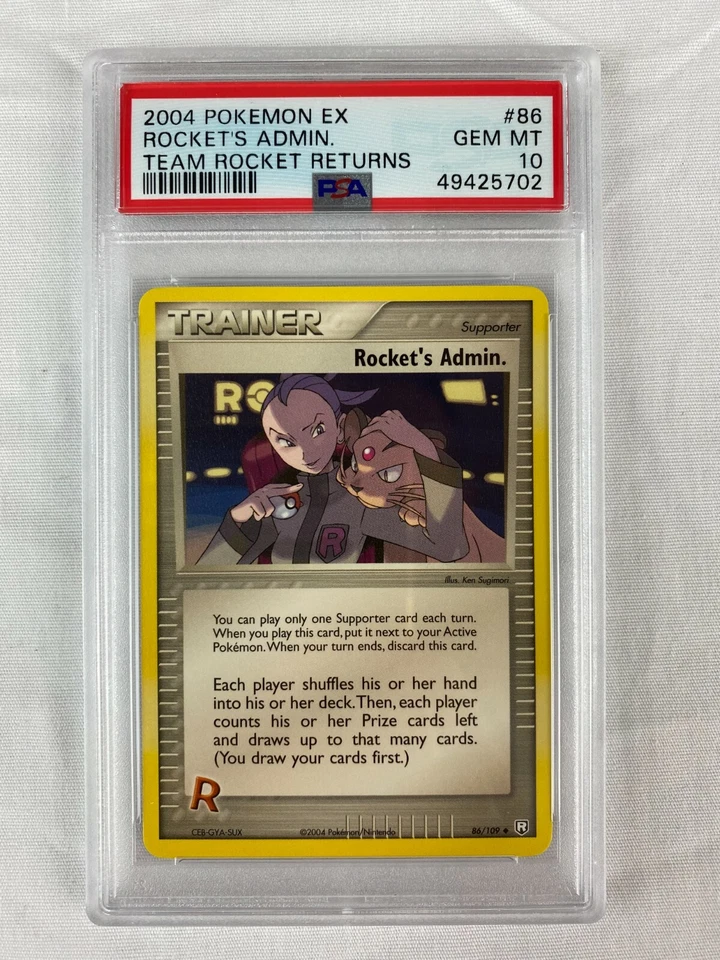 2004 POKEMON EX #86
ROCKET'S ADMIN. GEM MT
TEAM ROCKET RETURNS 10
PSA 49425702
TRAINER
Supporter
Rocket's Admin.
RO
R
Illus. Ken Sugimori
You can play only one Supporter card each turn.
When you play this card, put it next to your Active
Pokémon. When your turn ends, discard this card.
Each player shuffles his or her hand
into his or her deck. Then, each player
counts his or her Prize cards left
and draws up to that many cards.
(You draw your cards first.)
R
CEB-GYA-SUX ©2004 Pokémon/Nintendo 86/109 ◆ R